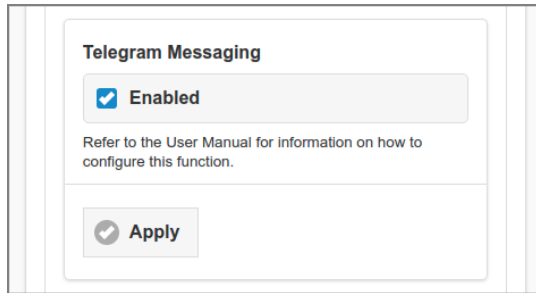 Telegram Messaging
Enabled
Refer to the User Manual for information on how to
configure this function.
Apply